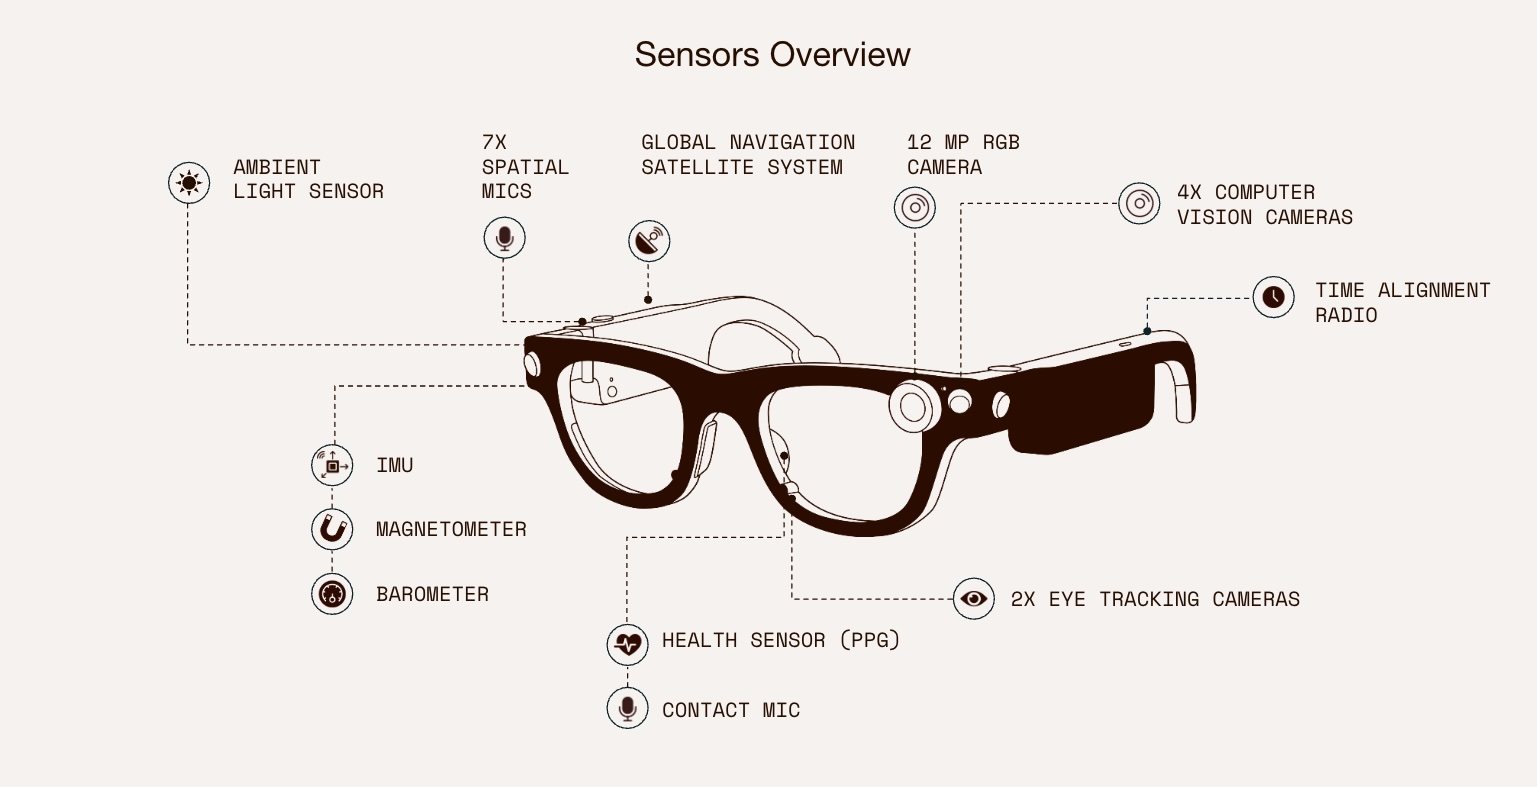 Sensors Overview
AMBIENT
LIGHT SENSOR
7X
SPATIAL
MICS
GLOBAL NAVIGATION
SATELLITE SYSTEM
12 MP RGB
CAMERA
4X COMPUTER
VISION CAMERAS
TIME ALIGNMENT
RADIO
IMU
MAGNETOMETER
BAROMETER
2X EYE TRACKING CAMERAS
HEALTH SENSOR (PPG)
CONTACT MIC